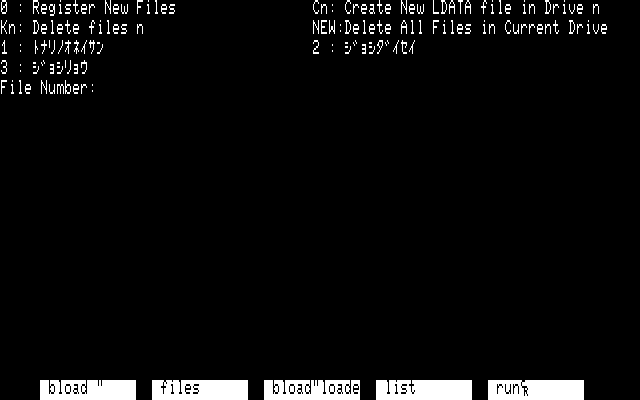 0 : Register New Files Cn: Create New LDATA file in Drive n
Kn: Delete files n NEW:Delete All Files in Current Drive
1 : ﾄﾅﾘﾉｵﾈｲｻﾝ 2 : ｼﾞｮｼﾀﾞｲｾｲ
3 : ｼﾞｮｼﾘｮｳ
File Number:
bload " files bload"loade list run